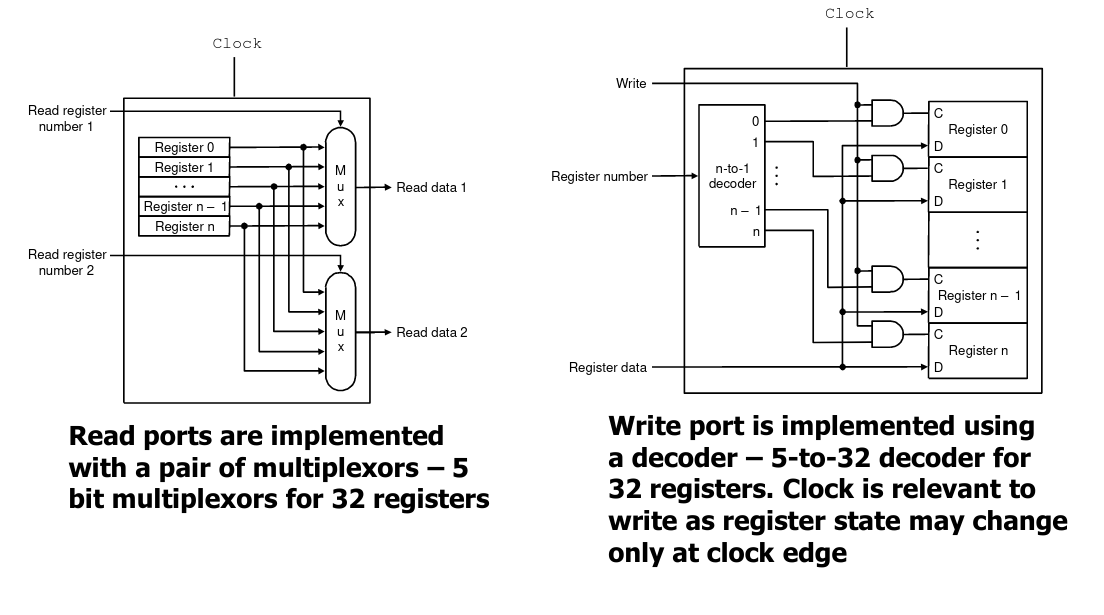 Clock
Read register
number 1
Register 0
Register 1
...
Register n – 1
Register n
M
u
x
Read data 1
Read register
number 2
M
u
x
Read data 2
Read ports are implemented
with a pair of multiplexors – 5
bit multiplexors for 32 registers
Clock
Write
Register number
n-to-1
decoder
0
1
⋮
n – 1
n
C
Register 0
D
C
Register 1
D
⋮
C
Register n – 1
D
C
Register n
D
Register data
Write port is implemented using
a decoder – 5-to-32 decoder for
32 registers. Clock is relevant to
write as register state may change
only at clock edge